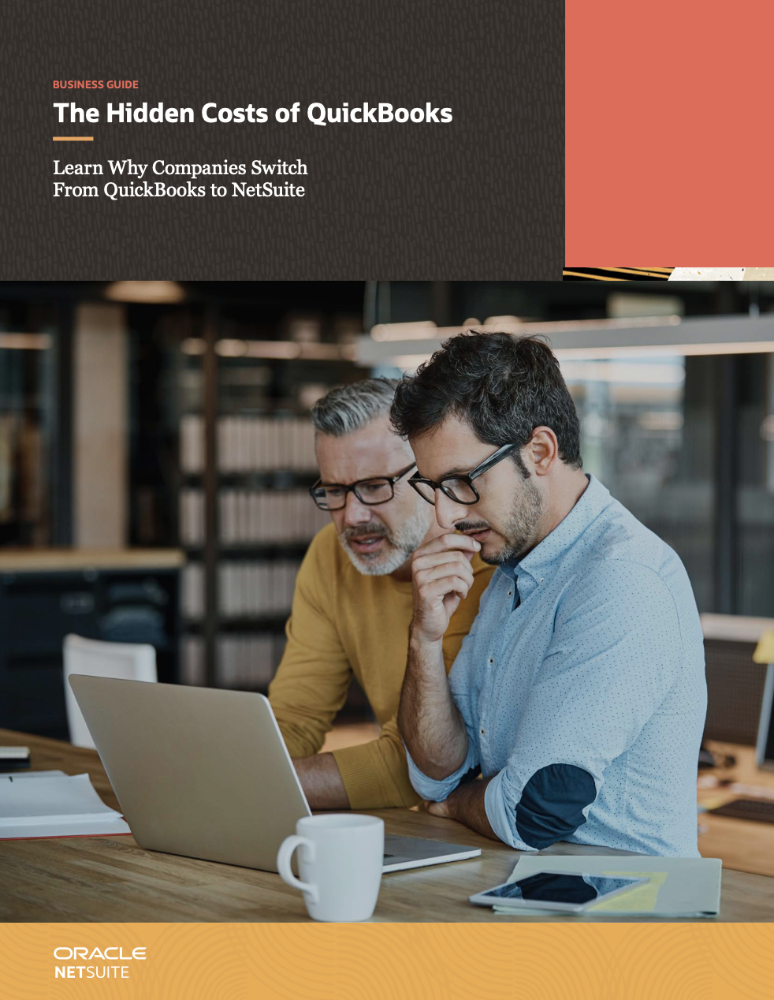 BUSINESS GUIDE
The Hidden Costs of QuickBooks
Learn Why Companies Switch
From QuickBooks to NetSuite
ORACLE
NETSUITE